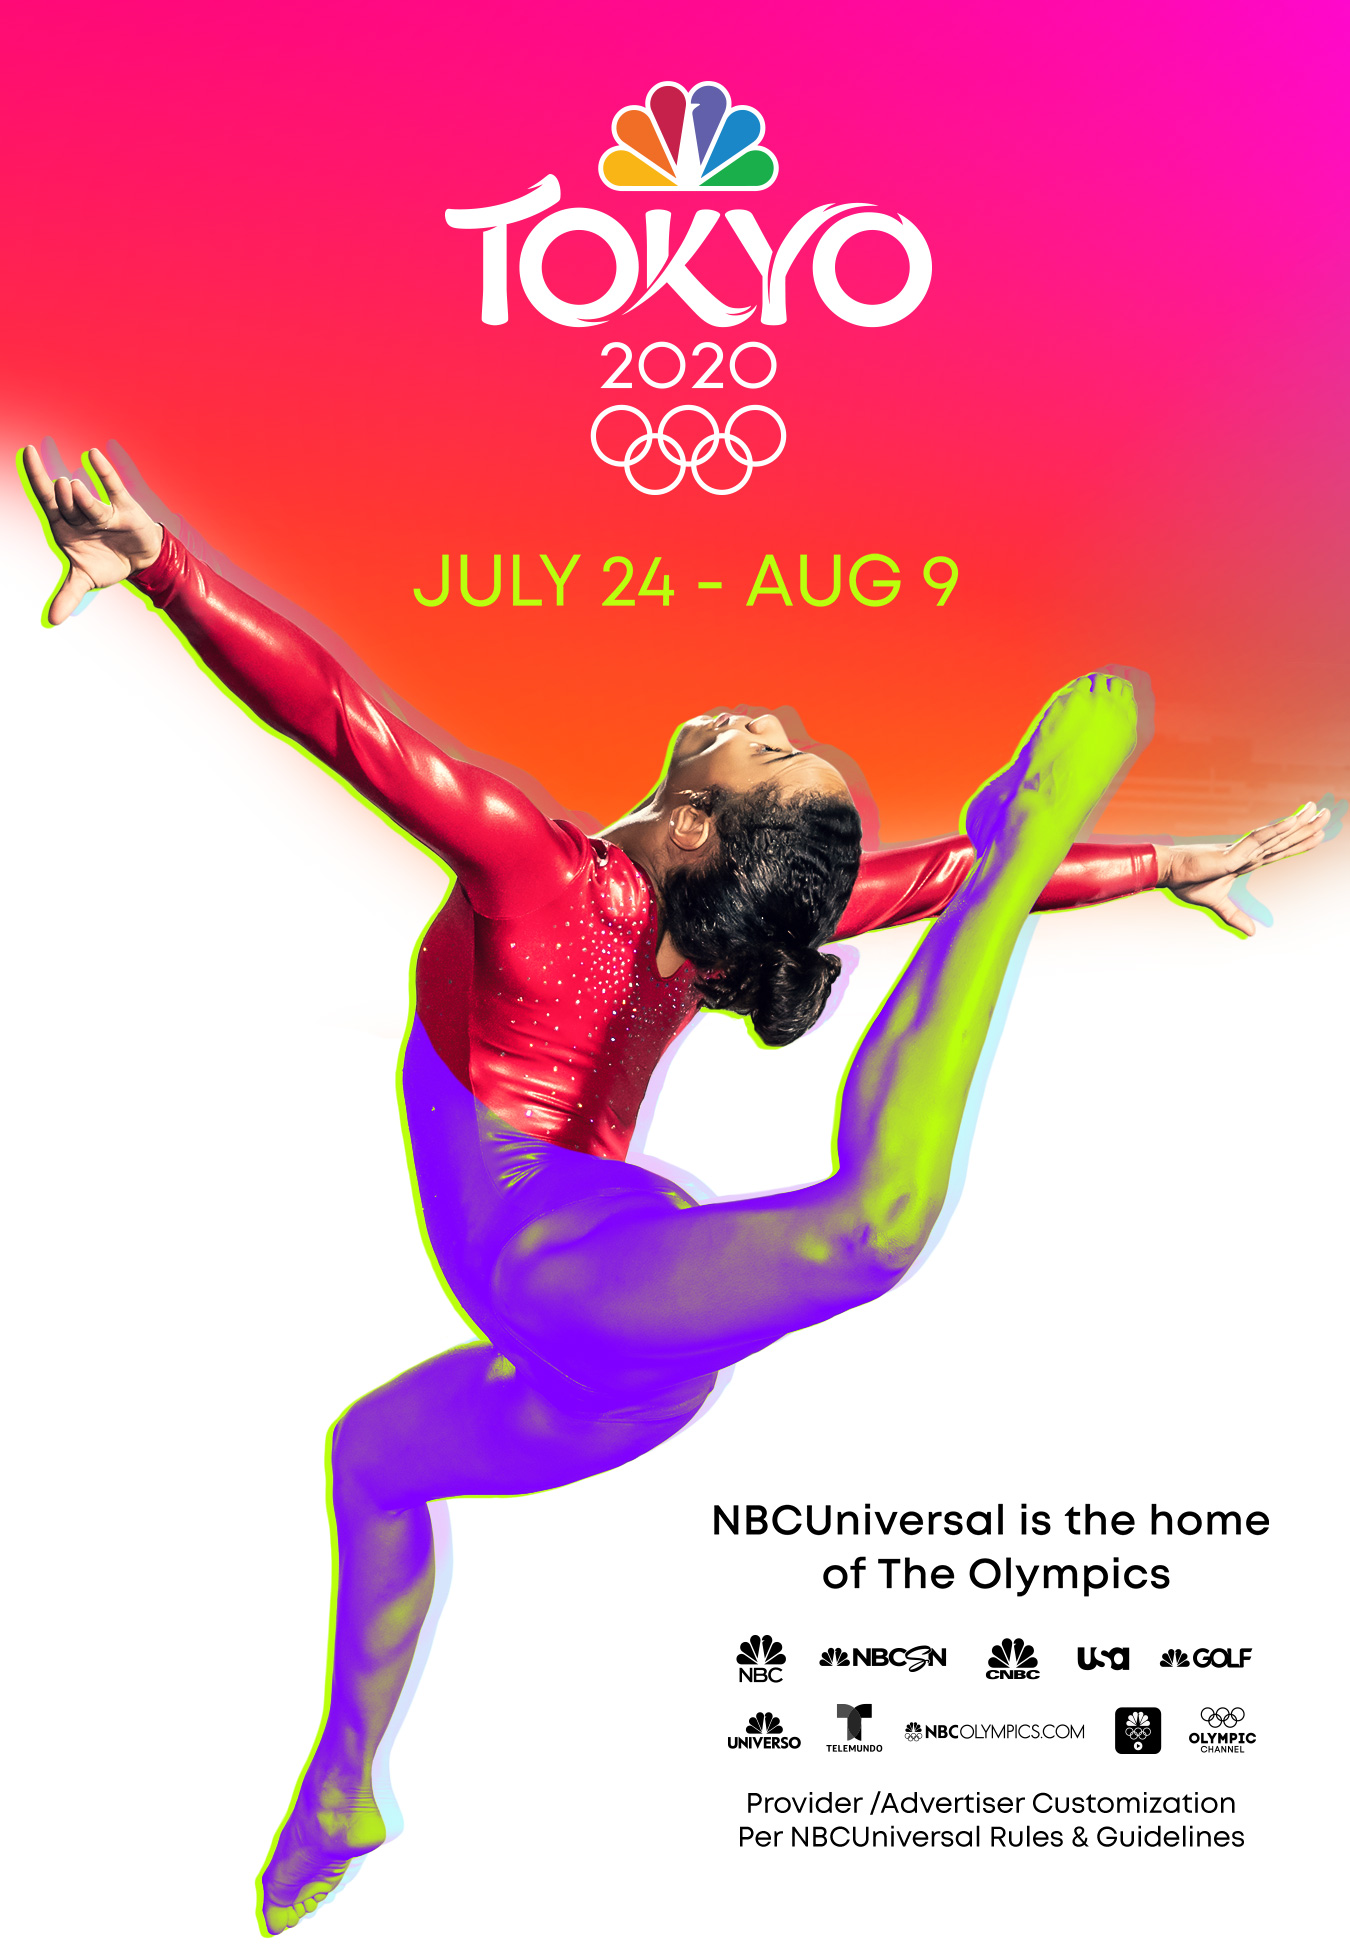 TOKYO
2020
JULY 24 - AUG 9
NBCUniversal is the home
of The Olympics
NBC NBCSN CNBC USA GOLF
UNIVERSO TELEMUNDO NBCOLYMPICS.COM OLYMPIC CHANNEL
Provider /Advertiser Customization
Per NBCUniversal Rules & Guidelines